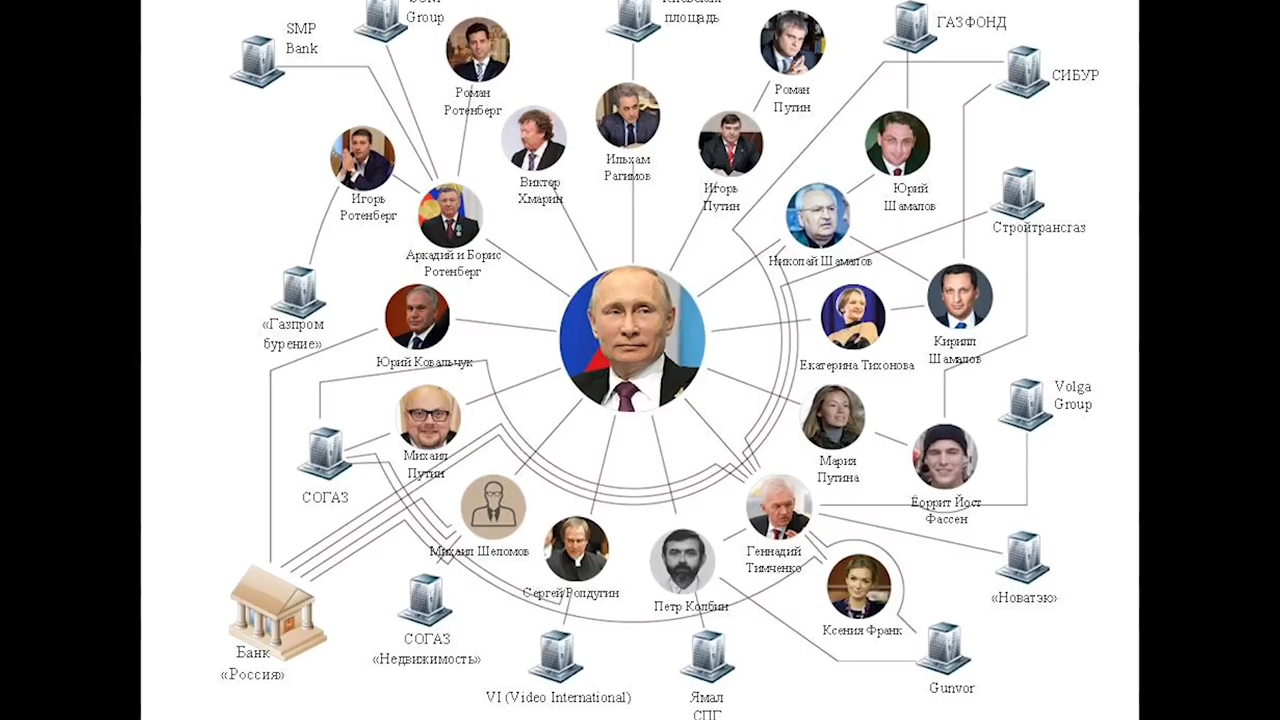 SMP
Bank
Group
площадь
ГАЗФОНД
СИБУР
Роман
Ротенберг
Роман
Путин
Виктор
Хмарин
Ильхам
Рагимов
Игорь
Путин
Юрий
Шамалов
Игорь
Ротенберг
Аркадий и Борис
Ротенберг
Николай Шамалов
Стройтрансгаз
«Газпром
бурение»
Юрий Ковальчук
Екатерина Тихонова
Кирилл
Шамалов
Volga
Group
Михаил
Путин
Мария
Путина
СОГАЗ
Ёоррит Йост
Фассен
Михаил Шеломов
Сергей Ролдугин
Петр Колбин
Геннадий
Тимченко
Ксения Франк
«Новатэю»
Банк
«Россия»
СОГАЗ
«Недвижимость»
VI (Video International)
Ямал
СПГ
Gunvor